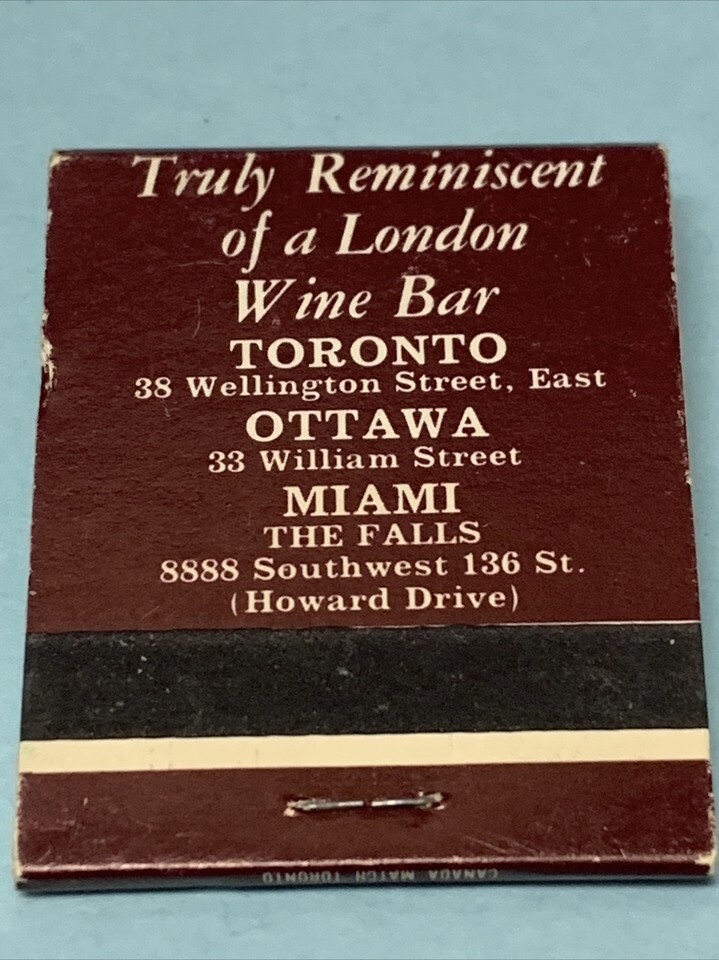 Truly Reminiscent
of a London
Wine Bar
TORONTO
38 Wellington Street, East
OTTAWA
33 William Street
MIAMI
THE FALLS
8888 Southwest 136 St.
(Howard Drive)
CANADA MATCH TORONTO